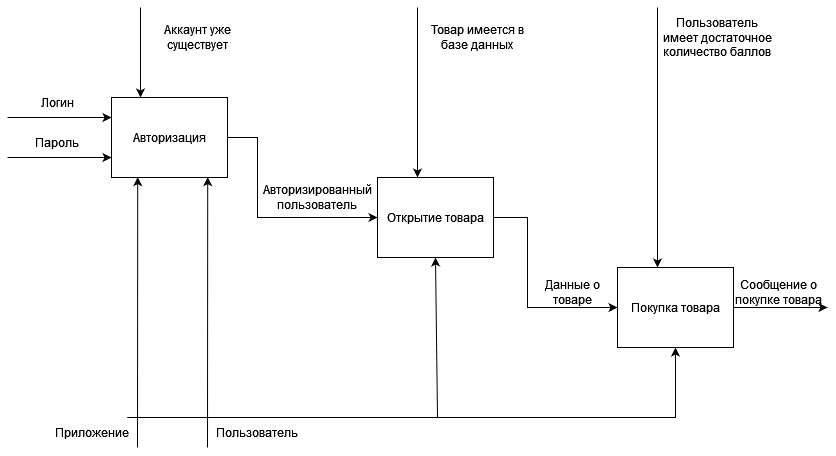 Аккаунт уже
существует
Товар имеется в
базе данных
Пользователь
имеет достаточное
количество баллов
Логин
Пароль
Авторизация
Авторизированный
пользователь
Открытие товара
Данные о
товаре
Покупка товара
Сообщение о
покупке товара
Приложение
Пользователь